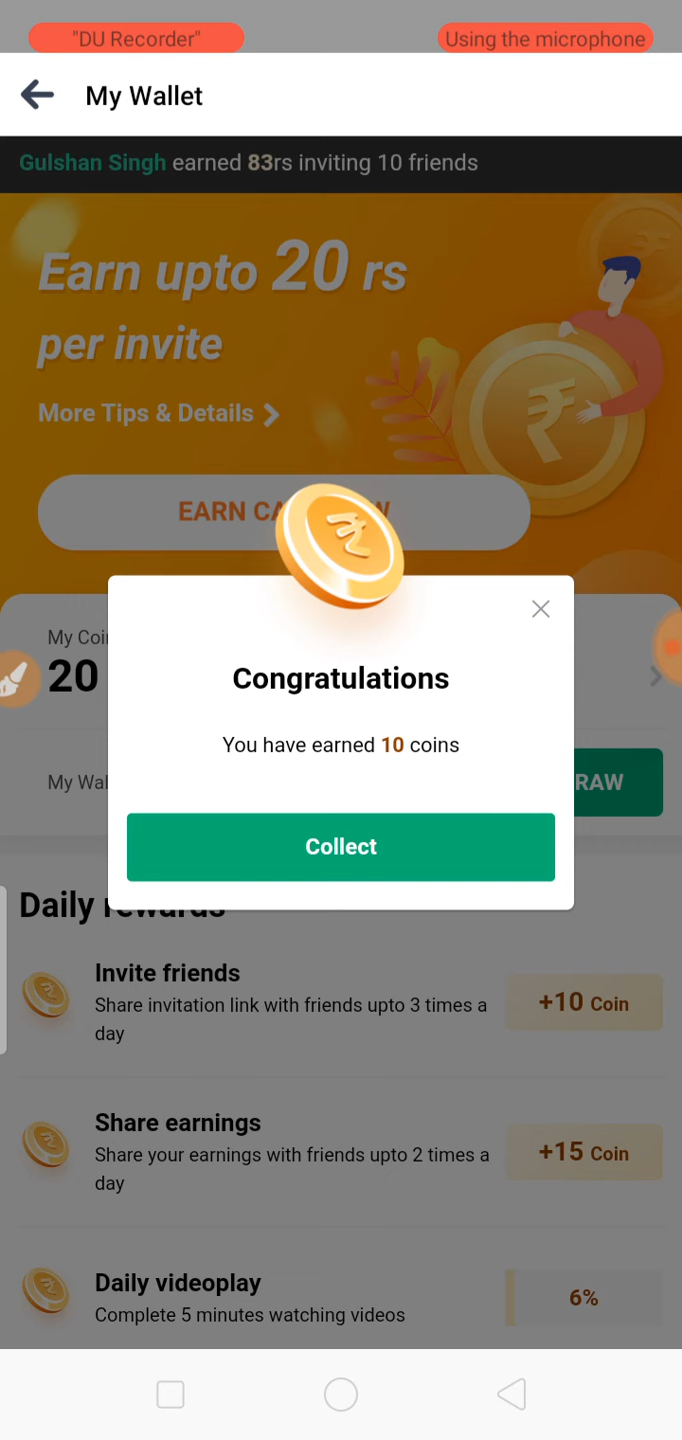 "DU Recorder" Using the microphone
My Wallet
Gulshan Singh earned 83rs inviting 10 friends
Earn upto 20 rs
per invite
More Tips & Details
EARN
My
20
My
RAW
Congratulations
You have earned 10 coins
Collect
Daily rewards
Invite friends
Share invitation link with friends upto 3 times a
day
+10 Coin
Share earnings
Share your earnings with friends upto 2 times a
day
+15 Coin
Daily videoplay
Complete 5 minutes watching videos
6%